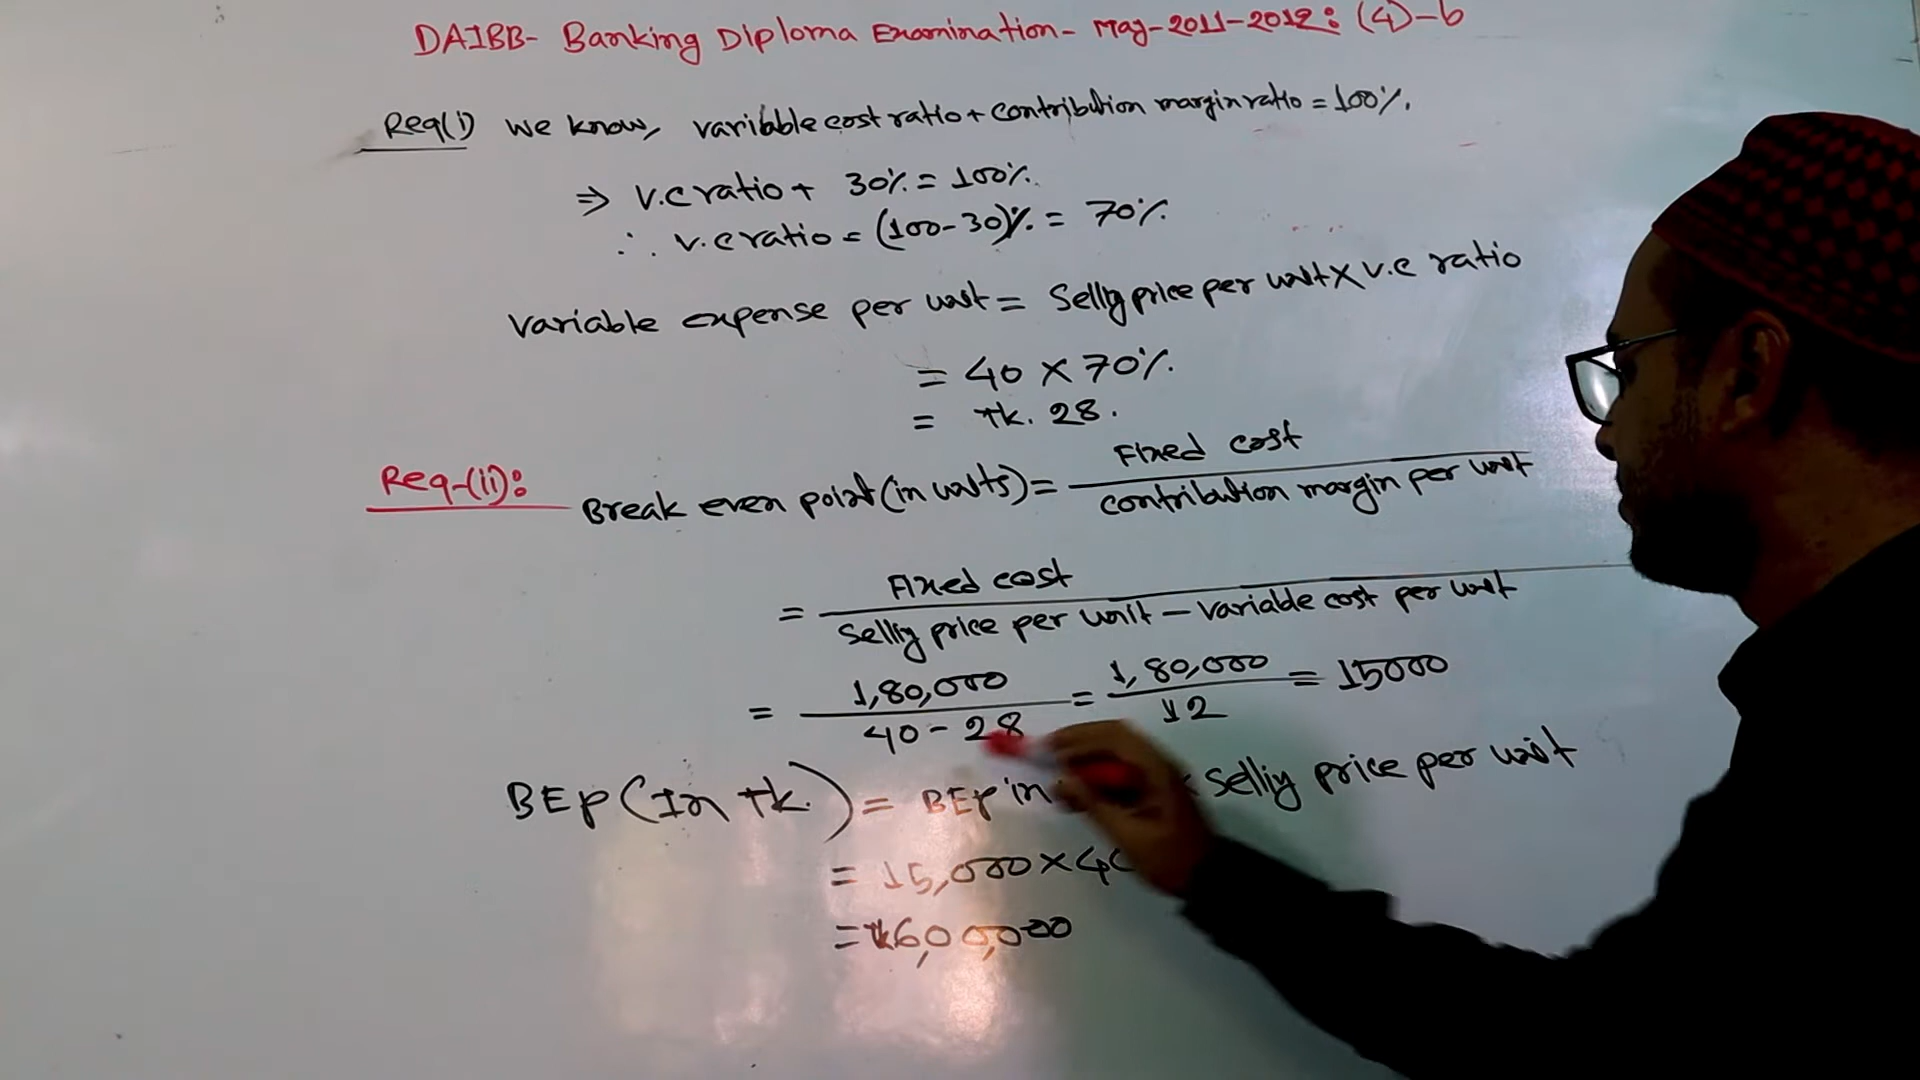 DAIBB- Banking Diploma Examination- May-2011-2012: (4)-b
Req(i) We know, variable cost ratio + contribution margin ratio = 100%.
⇒ V.C ratio + 30% = 100%.
∴ V.C ratio = (100-30)% = 70%.
Variable expense per unit = Selling price per unit X V.C ratio
= 40 X 70%.
= Tk. 28.
Req-(ii): Break even point (in units) = Fixed cost / contribution margin per unit
= Fixed cost / Selling price per unit - Variable cost per unit
= 1,80,000 / 40 - 28 = 1,80,000 / 12 = 15000
BEP (In Tk.) = BEP in Selling price per unit
= 15,000 X 40
= Tk 6,00,000